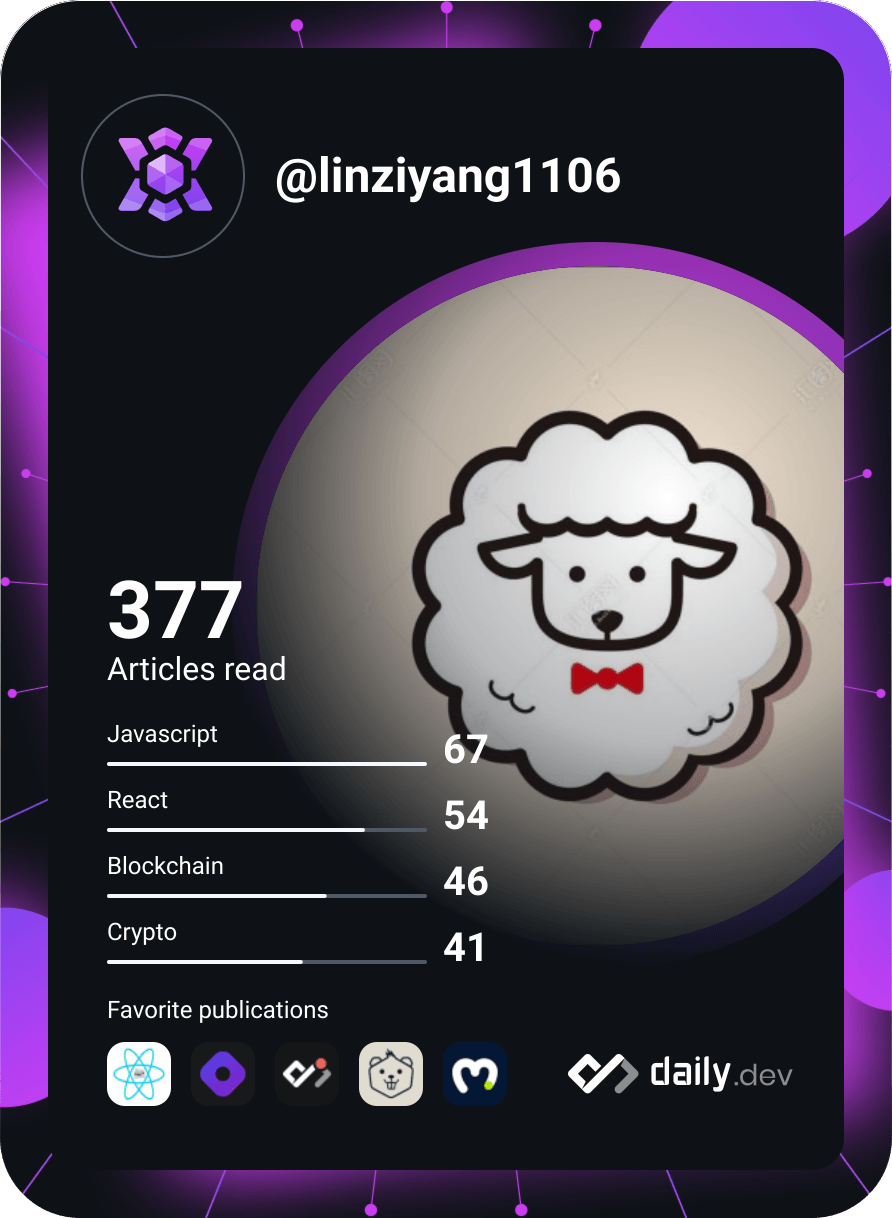 @linziyang1106
377
Articles read
Javascript
67
React
54
Blockchain
46
Crypto
41
Favorite publications
daily.dev